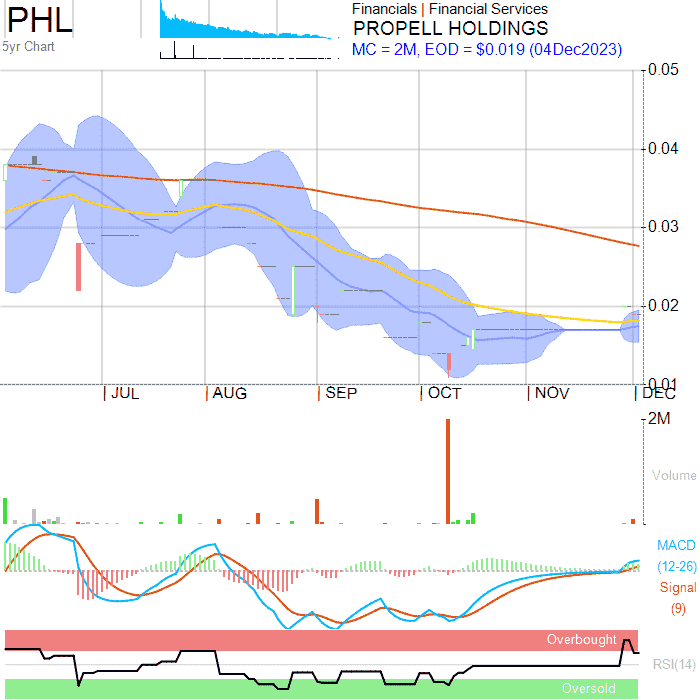 PHL
5yr Chart
Financials | Financial Services
PROPELL HOLDINGS
MC = 2M, EOD = $0.019 (04Dec2023)
0.05
0.04
0.03
0.02
0.01
JUL AUG SEP OCT NOV DEC
2M
Volume
MACD
(12-26)
Signal
(9)
Overbought
RSI(14)
Oversold